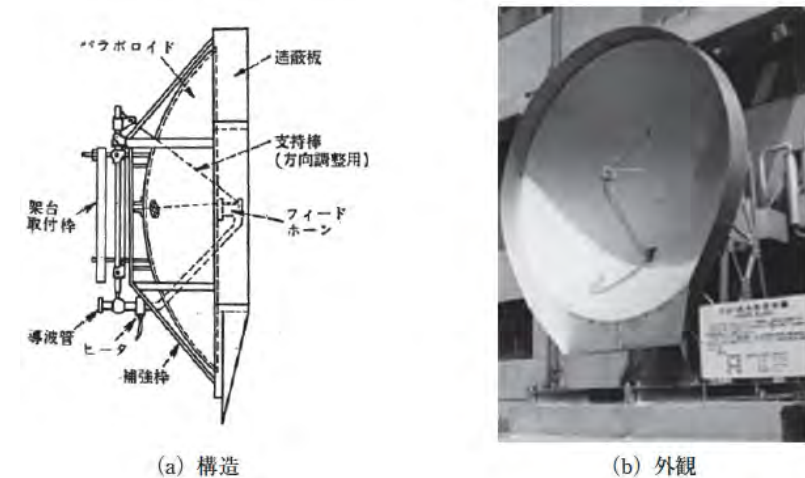 パラボロイド
遮蔽板
支持棒
(方向調整用)
架台
取付枠
フィード
ホーン
導波管
ヒータ
補強枠
(a) 構造
(b) 外観